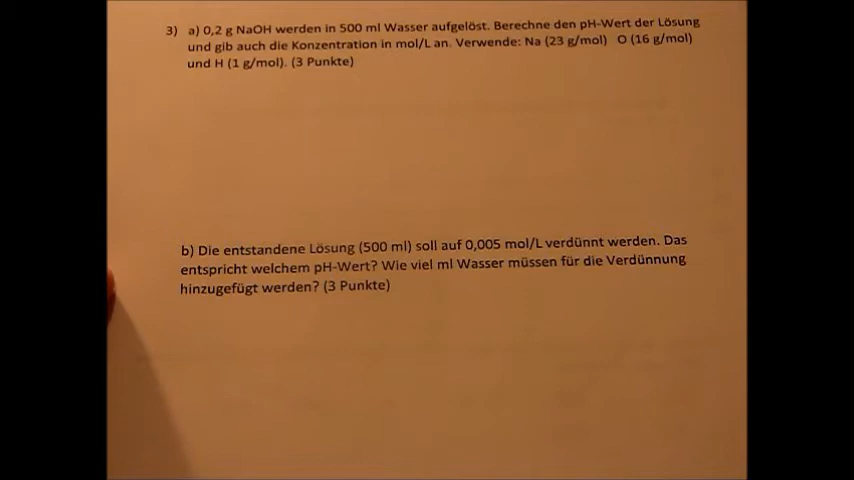 3) a) 0,2 g NaOH werden in 500 ml Wasser aufgelöst. Berechne den pH-Wert der Lösung
und gib auch die Konzentration in mol/L an. Verwende: Na (23 g/mol) O (16 g/mol)
und H (1 g/mol). (3 Punkte)
b) Die entstandene Lösung (500 ml) soll auf 0,005 mol/L verdünnt werden. Das
entspricht welchem pH-Wert? Wie viel ml Wasser müssen für die Verdünnung
hinzugefügt werden? (3 Punkte)